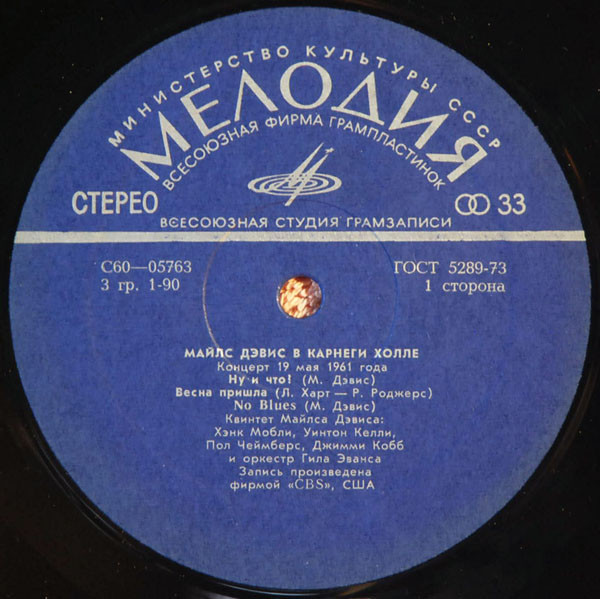 МИНИСТЕРСТВО КУЛЬТУРЫ СССР
МЕЛОДИЯ
ВСЕСОЮЗНАЯ ФИРМА ГРАМПЛАСТИНОК
СТЕРЕО
33
ВСЕСОЮЗНАЯ СТУДИЯ ГРАМЗАПИСИ
С60—05763
ГОСТ 5289-73
3 гр. 1-90
1 сторона
МАЙЛС ДЭВИС В КАРНЕГИ ХОЛЛЕ
Концерт 19 мая 1961 года
Ну и что! (М. Дэвис)
Весна пришла (Л. Харт — Р. Роджерс)
No Blues (М. Дэвис)
Квинтет Майлса Дэвиса:
Хэнк Мобли, Уинтон Келли,
Пол Чеймберс, Джимми Кобб
и оркестр Гила Эванса
Запись произведена
фирмой «CBS», США